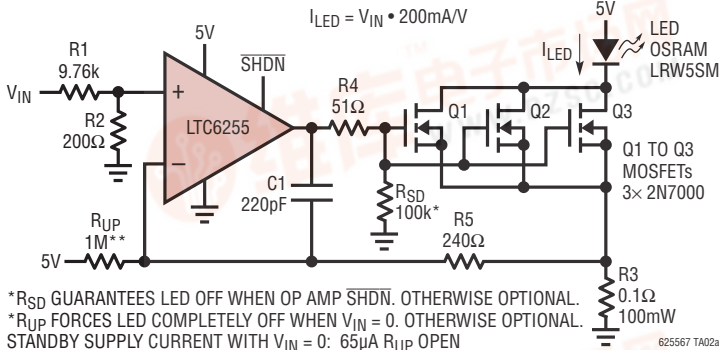 I_LED = V_IN • 200mA/V
5V
5V
LED
OSRAM
LRW5SM
I_LED
R1
9.76k
SHDN
V_IN
R2
200Ω
+
−
LTC6255
R4
51Ω
Q1
Q2
Q3
Q1 TO Q3
MOSFETs
3× 2N7000
C1
220pF
R_SD
100k*
R_UP
1M**
5V
R5
240Ω
R3
0.1Ω
100mW
*R_SD GUARANTEES LED OFF WHEN OP AMP SHDN. OTHERWISE OPTIONAL.
*R_UP FORCES LED COMPLETELY OFF WHEN V_IN = 0. OTHERWISE OPTIONAL.
STANDBY SUPPLY CURRENT WITH V_IN = 0: 65µA R_UP OPEN
625567 TA02a